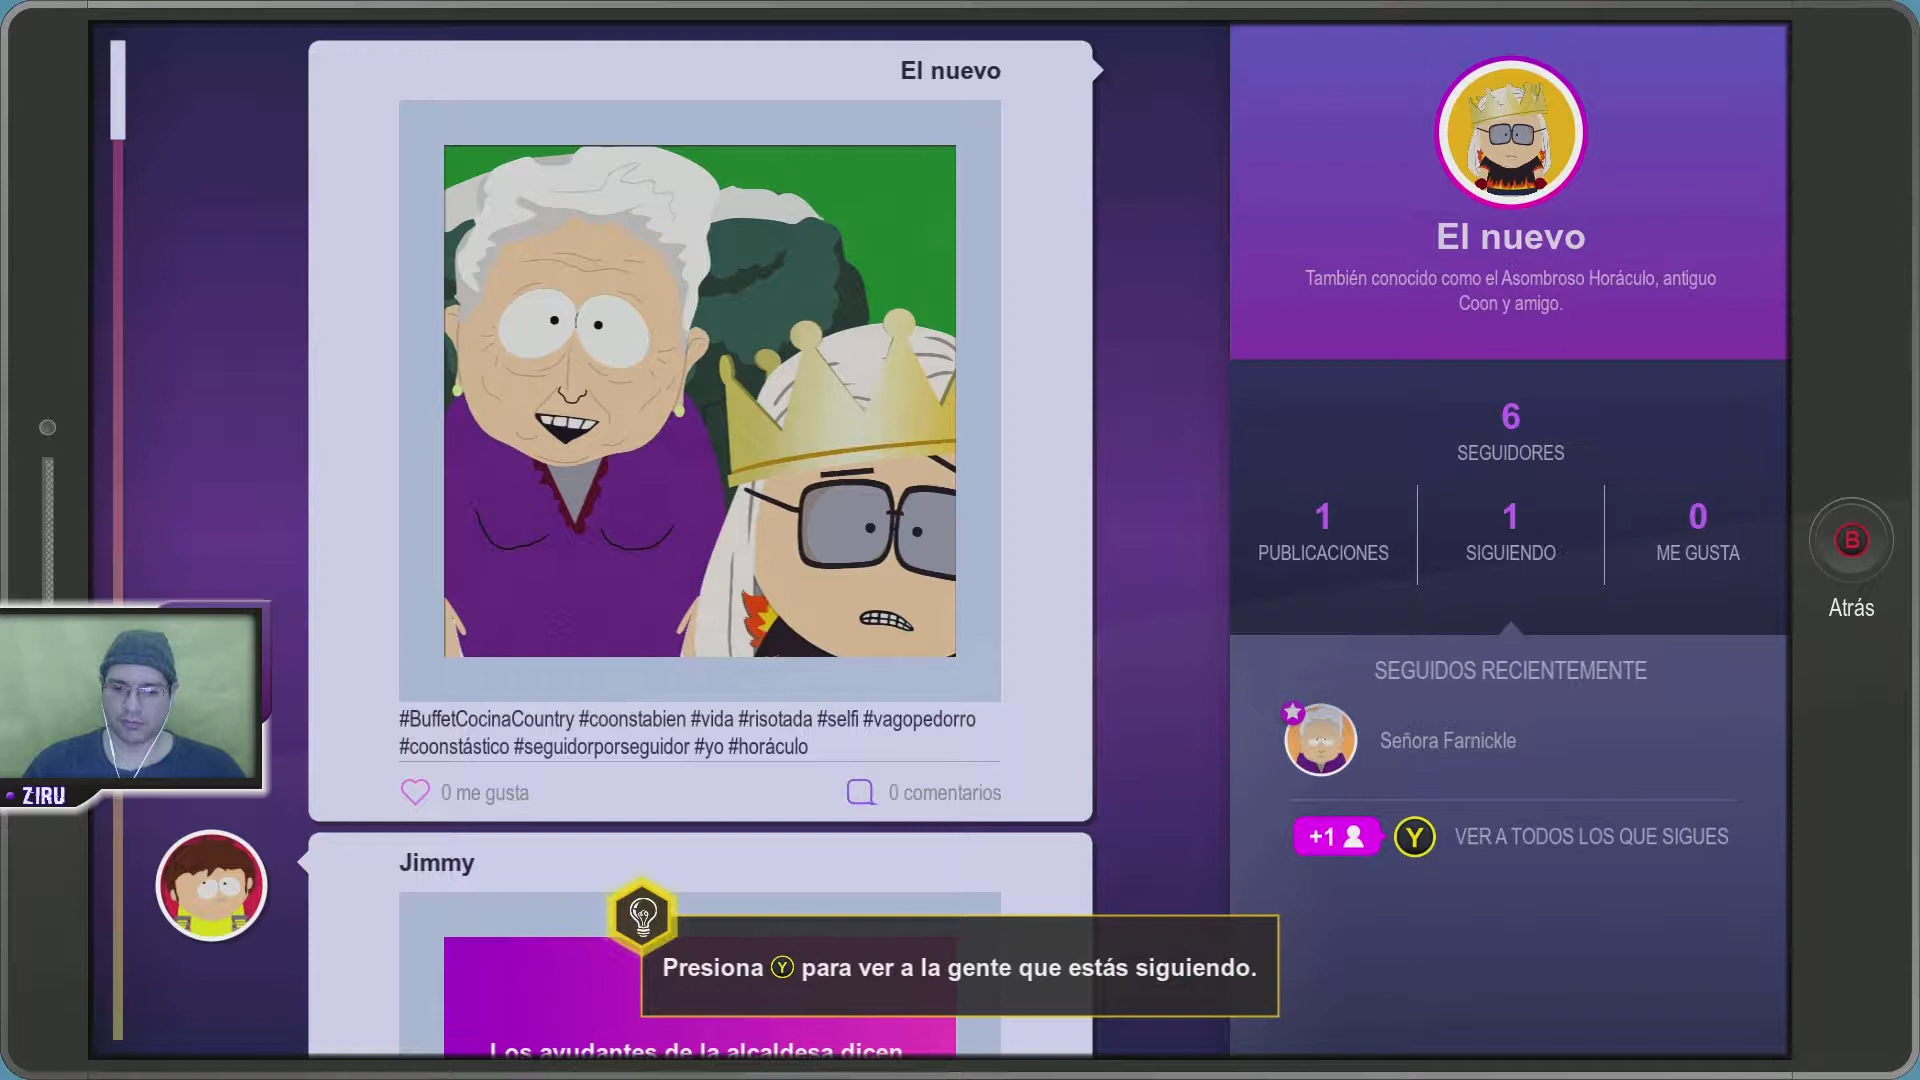 El nuevo
#BuffetCocinaCountry #coonstabien #vida #risotada #selfi #vagopedorro
#coonstástico #seguidorporseguidor #yo #horáculo
0 me gusta
0 comentarios
Jimmy
Los ayudantes de la alcaldesa dicen
Presiona Y para ver a la gente que estás siguiendo.
ZIRU
El nuevo
También conocido como el Asombroso Horáculo, antiguo
Coon y amigo.
6
SEGUIDORES
1
PUBLICACIONES
1
SIGUIENDO
0
ME GUSTA
SEGUIDOS RECIENTEMENTE
Señora Farnickle
+1 Y VER A TODOS LOS QUE SIGUES
B
Atrás